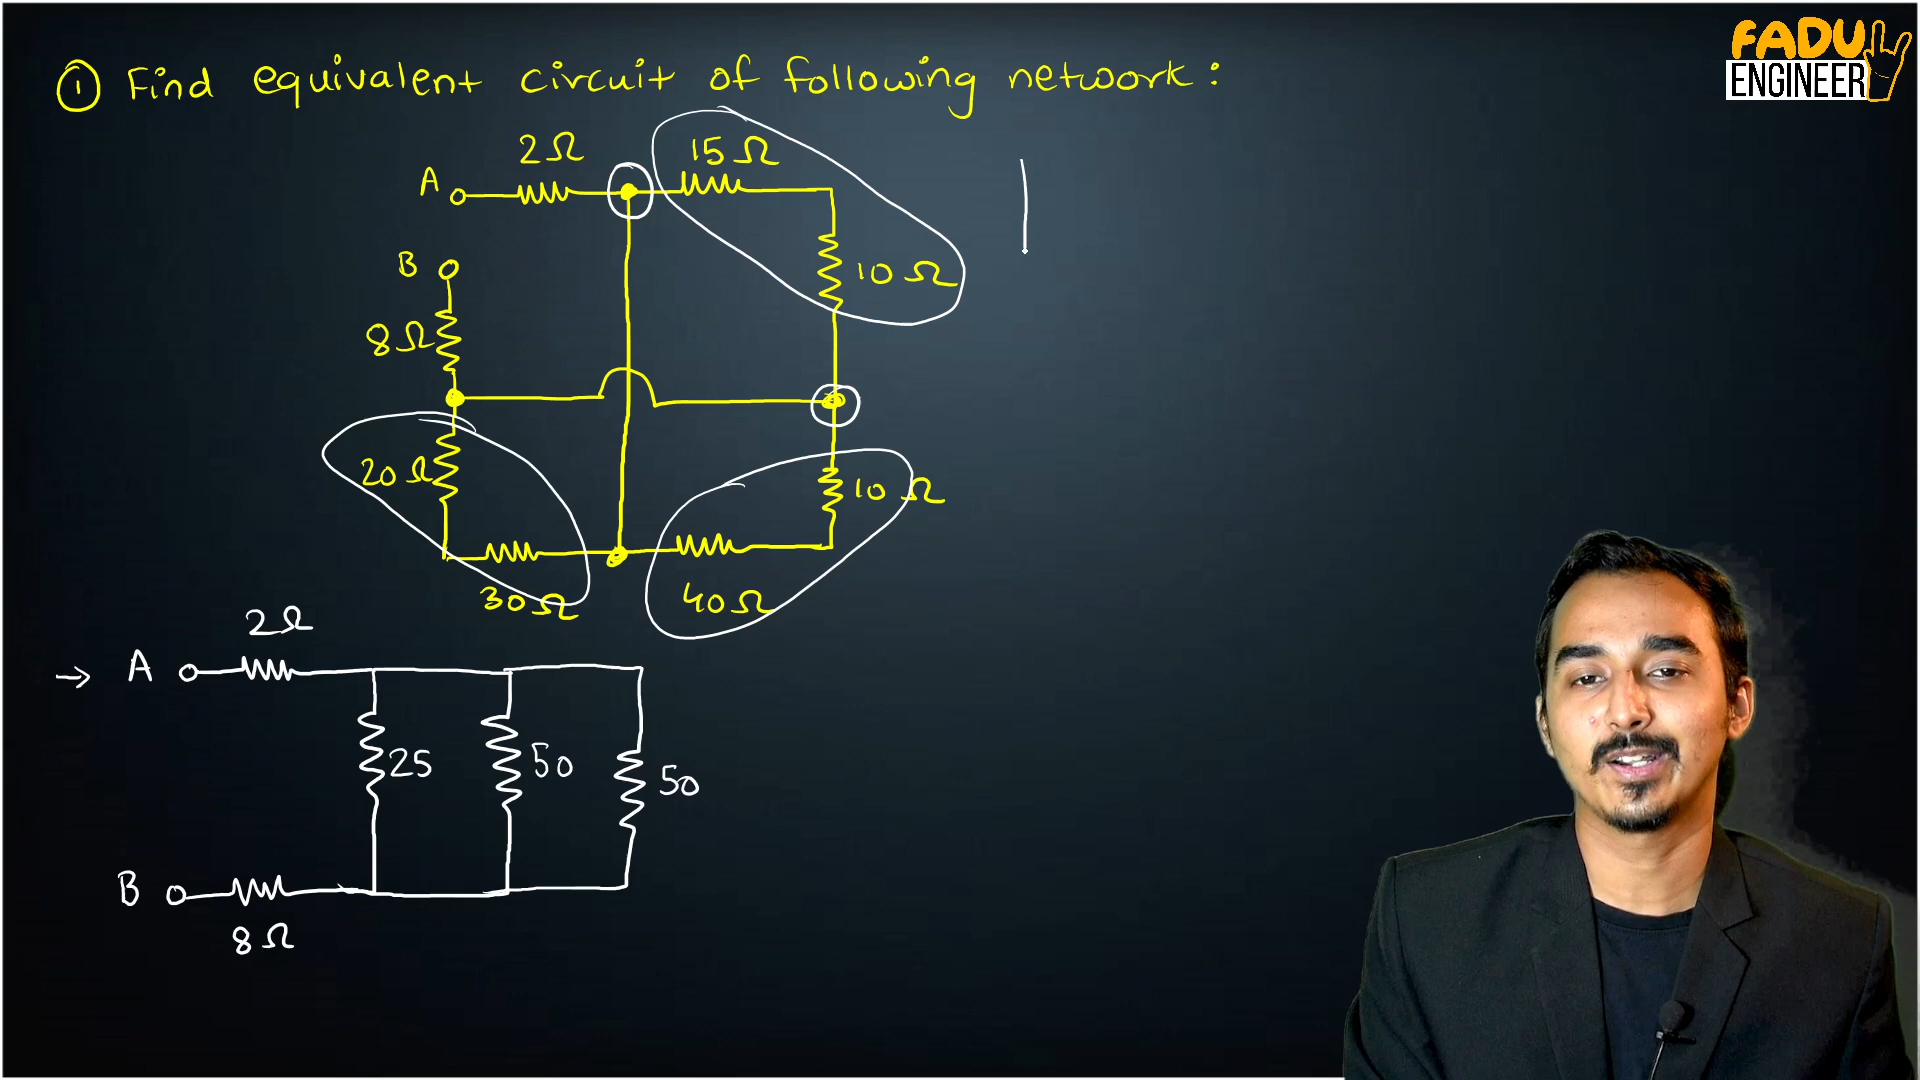 FADU
ENGINEER
① Find equivalent circuit of following network :
2Ω
15Ω
A
10Ω
B
8Ω
20Ω
10Ω
30Ω
40Ω
2Ω
→ A
25
50
50
B
8Ω